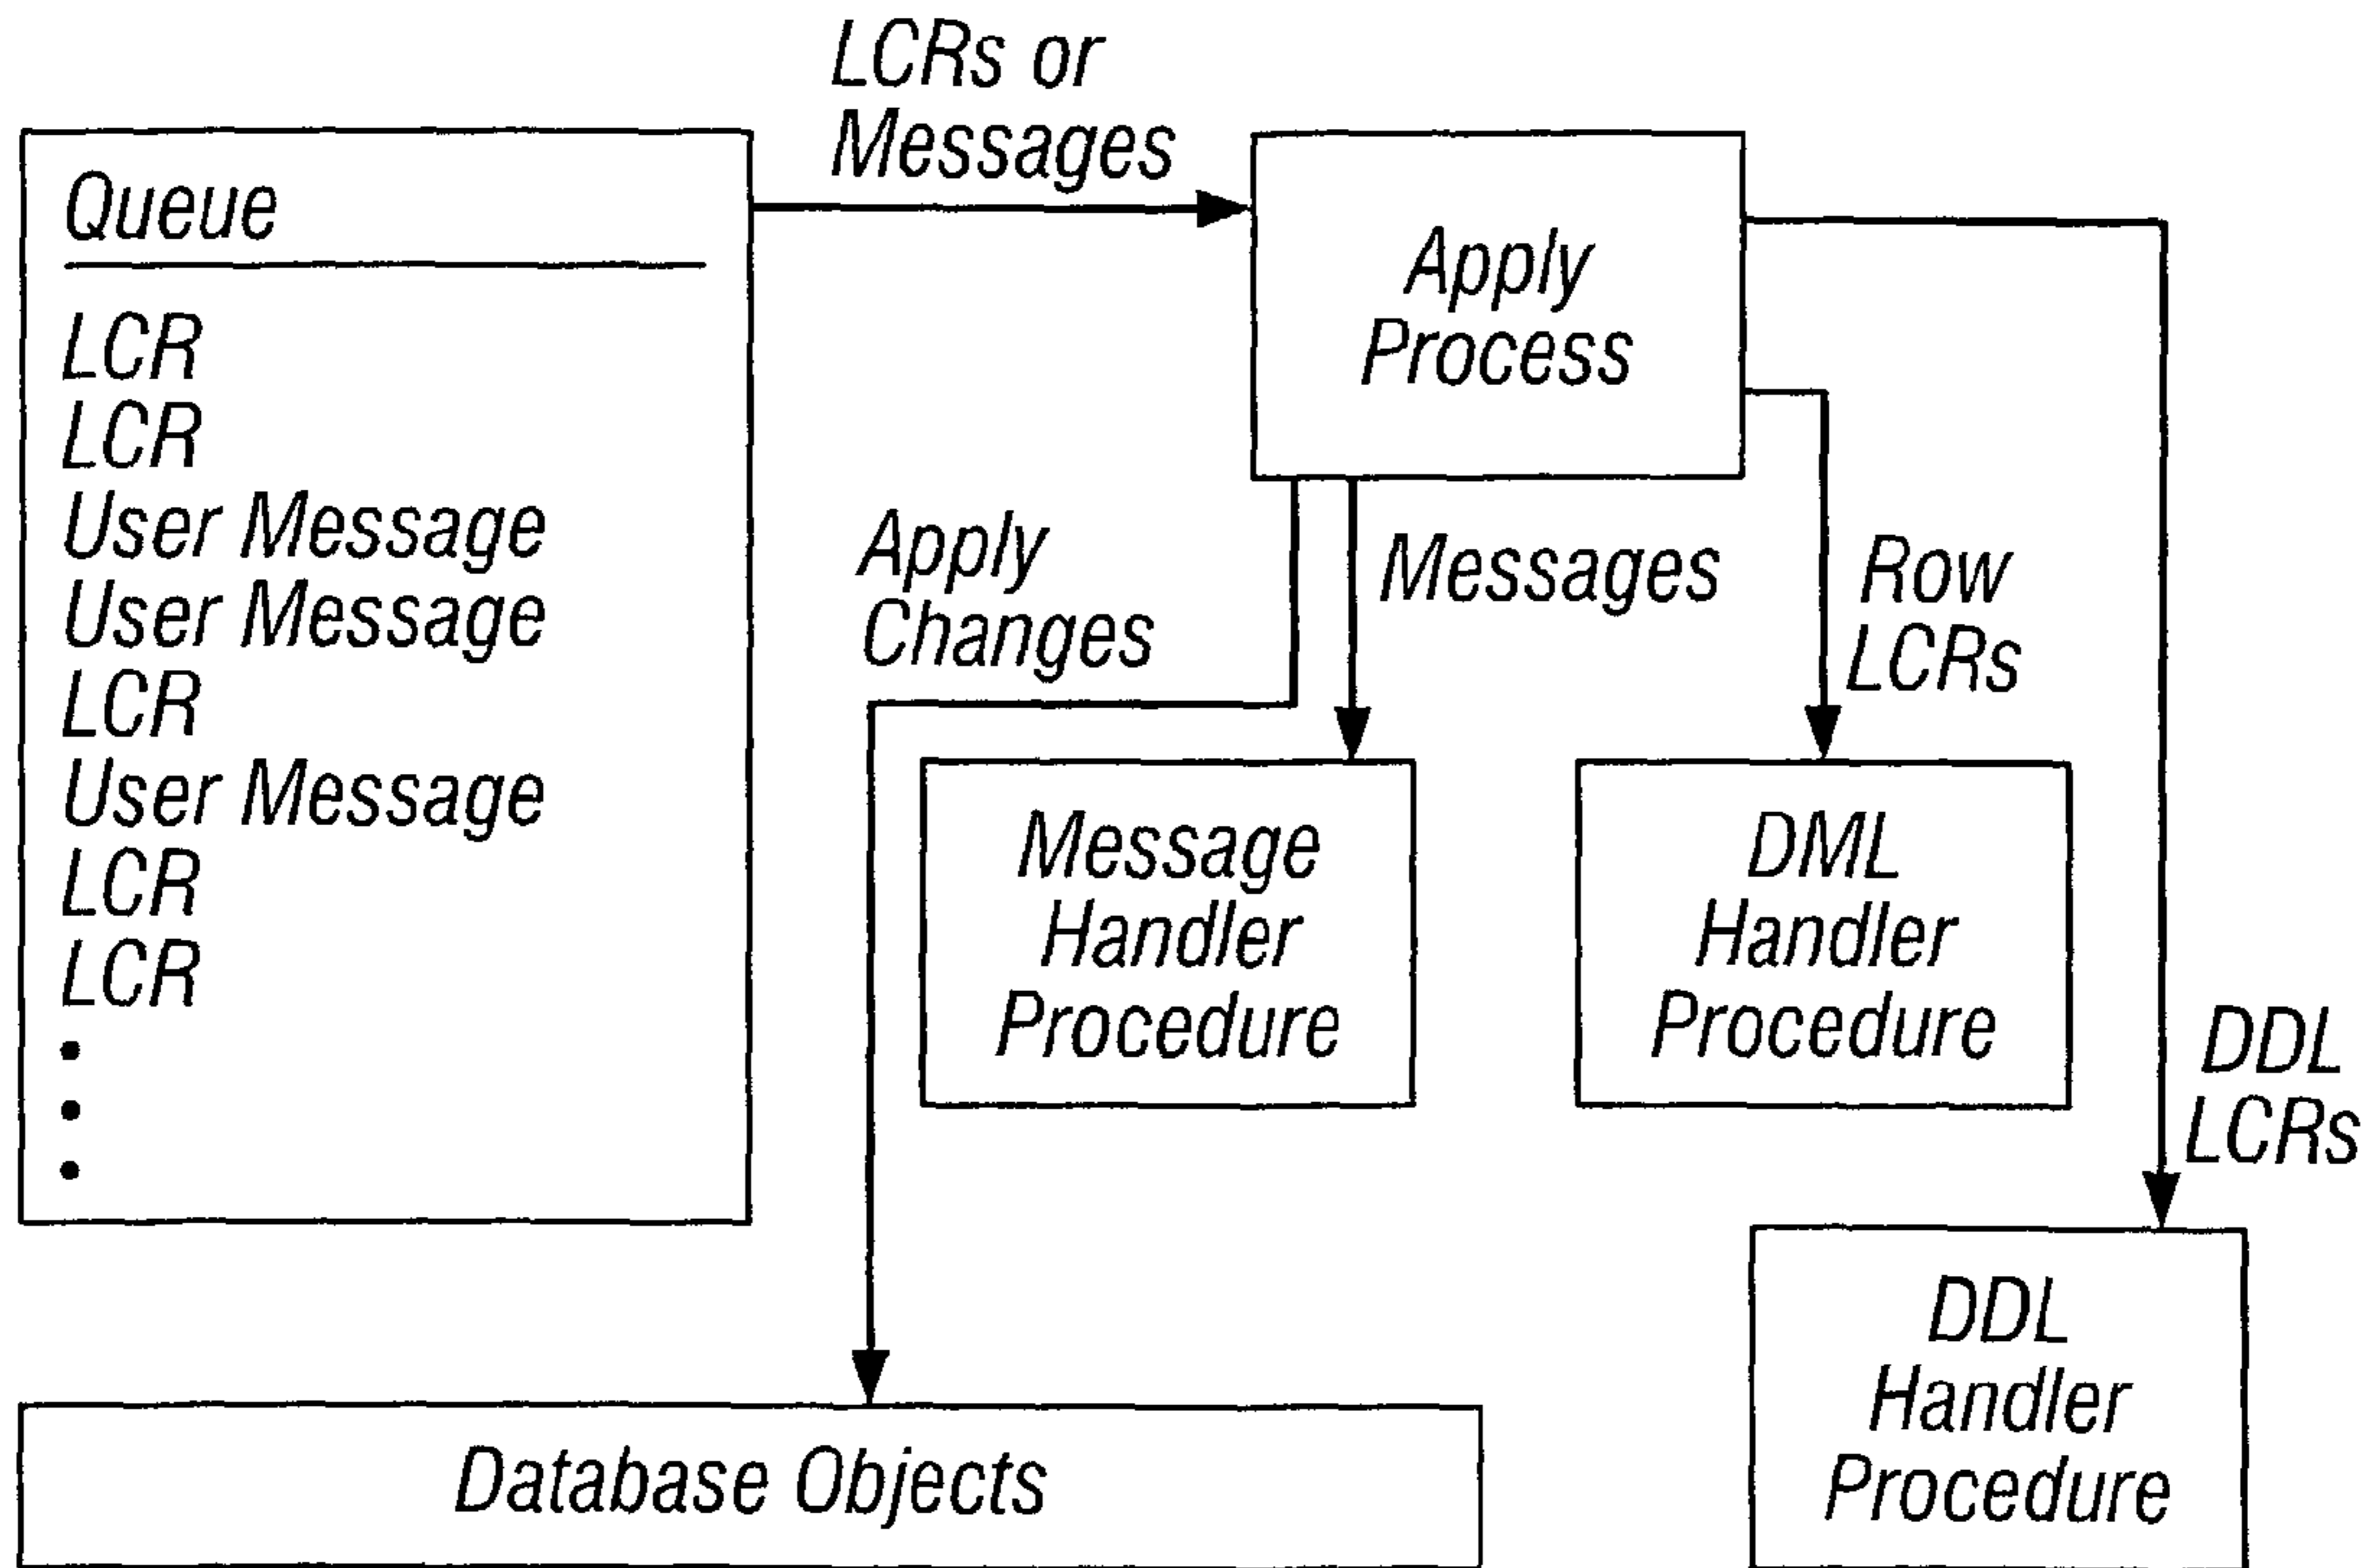 LCRs or
Messages
Queue
LCR
LCR
User Message
User Message
LCR
User Message
LCR
LCR
Apply
Process
Apply
Changes
Messages
Row
LCRs
Message
Handler
Procedure
DML
Handler
Procedure
DDL
LCRs
DDL
Handler
Procedure
Database Objects